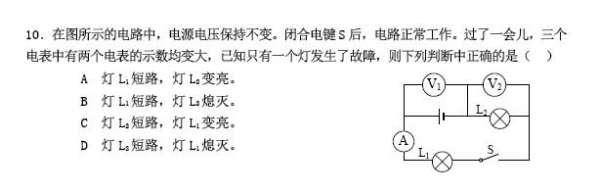 10．在图所示的电路中，电源电压保持不变。闭合电键S后，电路正常工作。过了一会儿，三个
电表中有两个电表的示数均变大，已知只有一个灯发生了故障，则下列判断中正确的是（　）
A 灯L₁短路，灯L₂变亮。
B 灯L₁短路，灯L₂熄灭。
C 灯L₂短路，灯L₁变亮。
D 灯L₂短路，灯L₁熄灭。
V₁
V₂
L₂
A
L₁
S